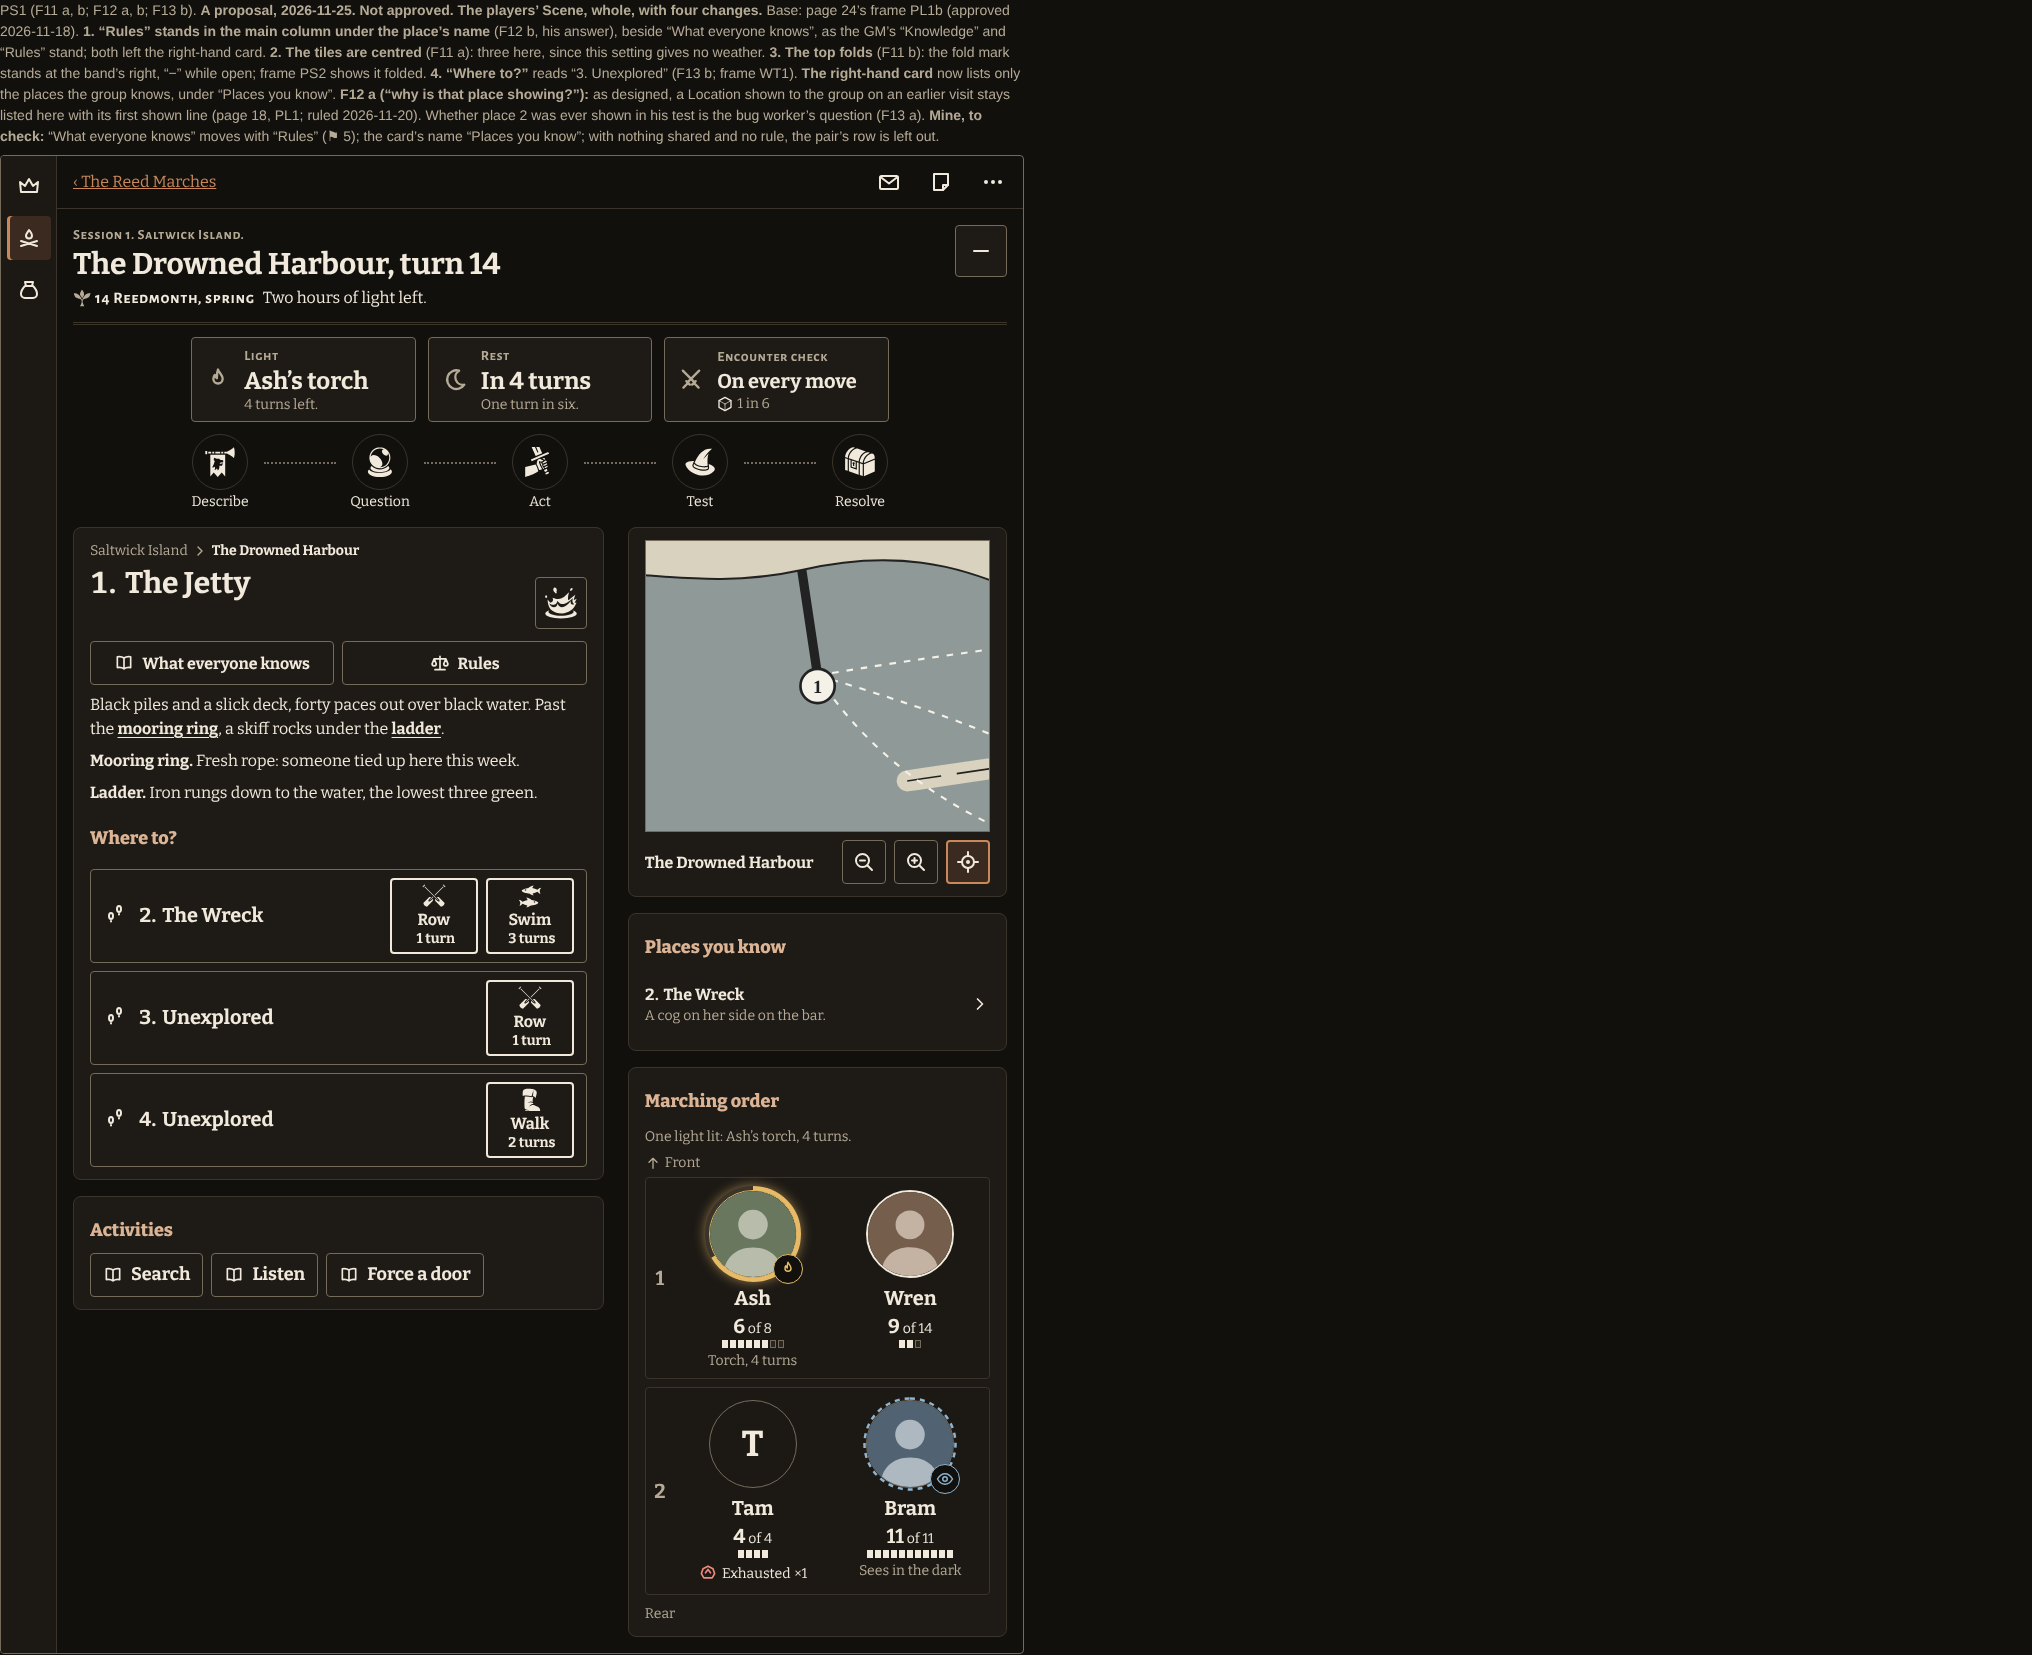 PS1 (F11 a, b; F12 a, b; F13 b). A proposal, 2026-11-25. Not approved. The players’ Scene, whole, with four changes. Base: page 24’s frame PL1b (approved
2026-11-18). 1. “Rules” stands in the main column under the place’s name (F12 b, his answer), beside “What everyone knows”, as the GM’s “Knowledge” and
“Rules” stand; both left the right-hand card. 2. The tiles are centred (F11 a): three here, since this setting gives no weather. 3. The top folds (F11 b): the fold mark
stands at the band’s right, “−” while open; frame PS2 shows it folded. 4. “Where to?” reads “3. Unexplored” (F13 b; frame WT1). The right-hand card now lists only
the places the group knows, under “Places you know”. F12 a (“why is that place showing?”): as designed, a Location shown to the group on an earlier visit stays
listed here with its first shown line (page 18, PL1; ruled 2026-11-20). Whether place 2 was ever shown in his test is the bug worker’s question (F13 a). Mine, to
check: “What everyone knows” moves with “Rules” (⚑ 5); the card’s name “Places you know”; with nothing shared and no rule, the pair’s row is left out.
‹ The Reed Marches
Session 1. Saltwick Island.
The Drowned Harbour, turn 14
14 Reedmonth, spring Two hours of light left.
Light
Ash’s torch
4 turns left.
Rest
In 4 turns
One turn in six.
Encounter check
On every move
1 in 6
Describe
Question
Act
Test
Resolve
Saltwick Island > The Drowned Harbour
1. The Jetty
What everyone knows
Rules
Black piles and a slick deck, forty paces out over black water. Past
the mooring ring, a skiff rocks under the ladder.
Mooring ring. Fresh rope: someone tied up here this week.
Ladder. Iron rungs down to the water, the lowest three green.
Where to?
2. The Wreck
Row
1 turn
Swim
3 turns
3. Unexplored
Row
1 turn
4. Unexplored
Walk
2 turns
Activities
Search
Listen
Force a door
1
The Drowned Harbour
Places you know
2. The Wreck
A cog on her side on the bar.
Marching order
One light lit: Ash’s torch, 4 turns.
↑ Front
1
Ash
6 of 8
Torch, 4 turns
Wren
9 of 14
2
T
Tam
4 of 4
Exhausted ×1
Bram
11 of 11
Sees in the dark
Rear